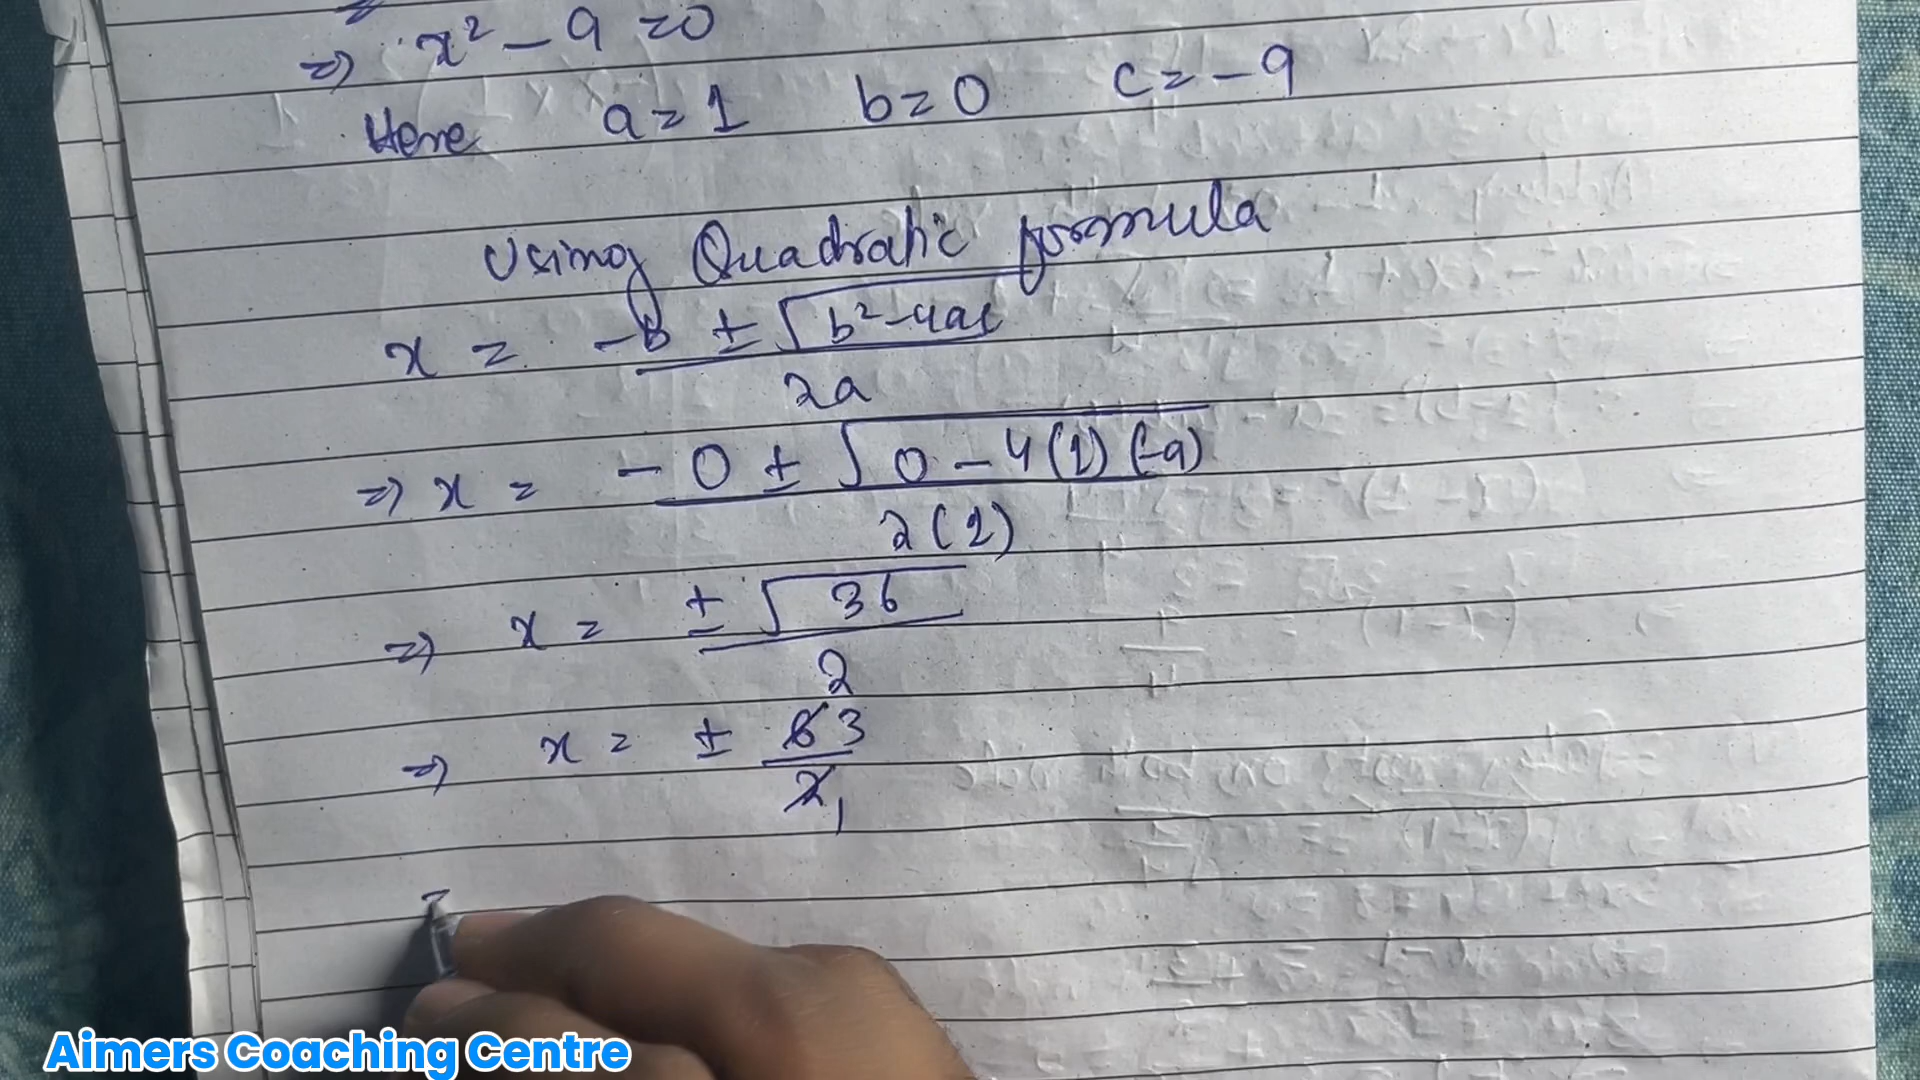 ⇒ x² - 9 = 0
Here a = 1 b = 0 c = -9
Using Quadratic formula
x = -b ± √b²-4ac
2a
⇒ x = -0 ± √0 - 4(1)(-9)
2(1)
⇒ x = ± √36
2
⇒ x = ± 6 3
2 1
=
Aimers Coaching Centre